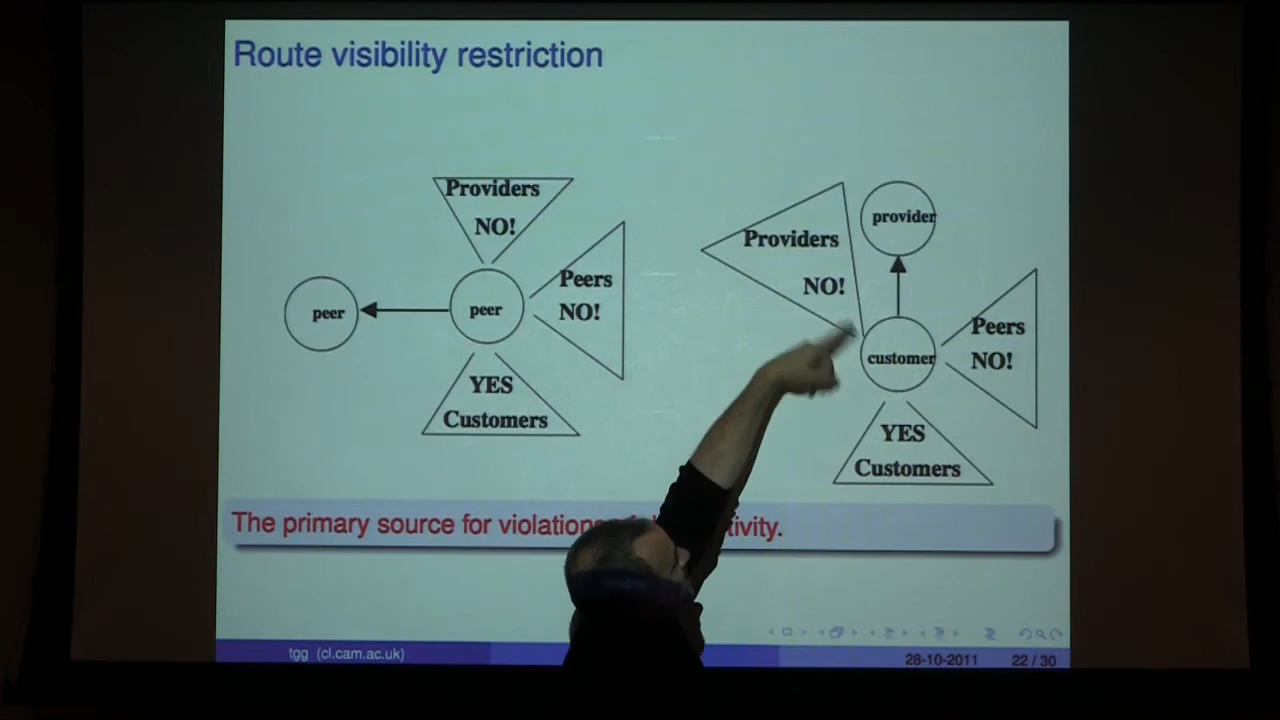 Route visibility restriction
Providers
NO!
Peers
NO!
peer
peer
YES
Customers
provider
Providers
NO!
Peers
NO!
customer
YES
Customers
The primary source for violations tivity.
tgg (cl.cam.ac.uk)
28-10-2011
22 / 30